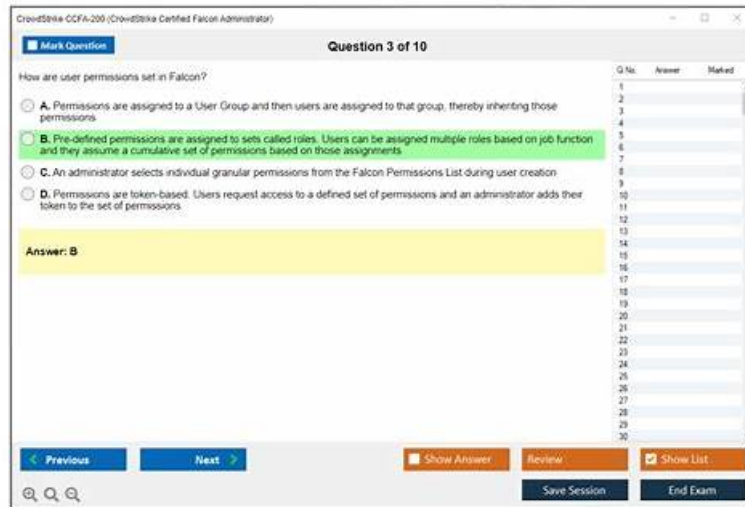 CrowdStrike CCFA-200 (CrowdStrike Certified Falcon Administrator)
Mark Question
Question 3 of 10
How are user permissions set in Falcon?
A. Permissions are assigned to a User Group and then users are assigned to that group, thereby inheriting those
permissions
B. Pre-defined permissions are assigned to sets called roles. Users can be assigned multiple roles based on job function
and they assume a cumulative set of permissions based on those assignments
C. An administrator selects individual granular permissions from the Falcon Permissions List during user creation
D. Permissions are token-based. Users request access to a defined set of permissions and an administrator adds their
token to the set of permissions
Answer: B
Q No. Answer Marked
1
2
3
4
5
6
7
8
9
10
11
12
13
14
15
16
17
18
19
20
21
22
23
24
25
26
27
28
29
30
Previous
Next
Show Answer
Review
Show List
Save Session
End Exam